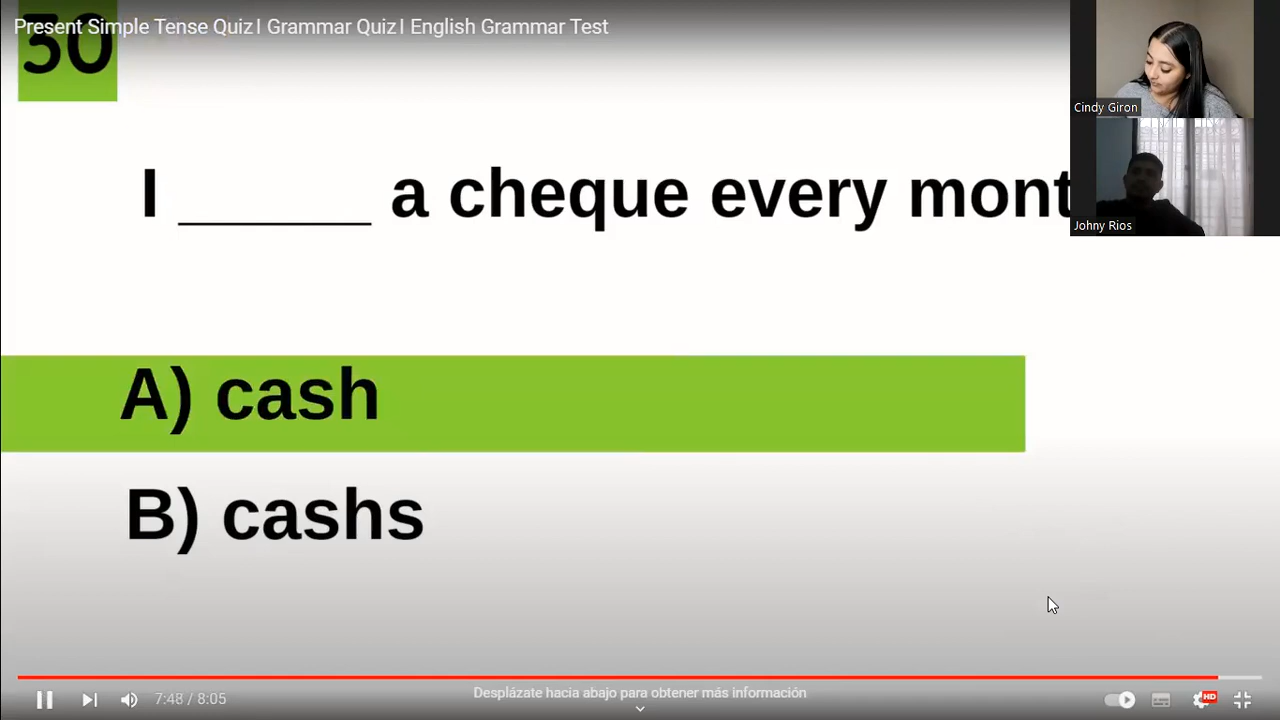 Present Simple Tense Quiz I Grammar Quiz I English Grammar Test
30
Cindy Giron
I ______ a cheque every mont
Johny Rios
A) cash
B) cashs
7:48 / 8:05
Desplázate hacia abajo para obtener más información
HD